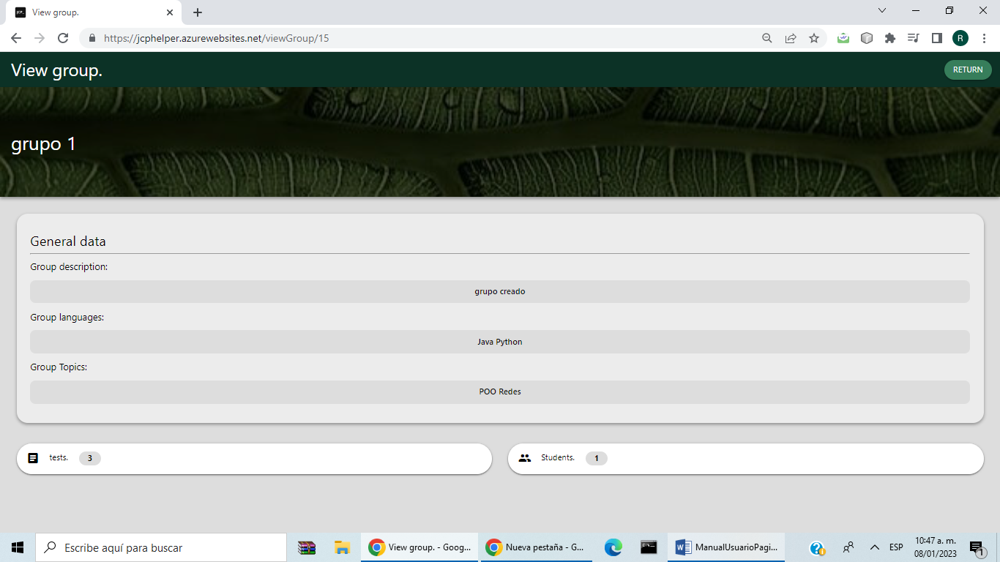 View group.
https://jcphelper.azurewebsites.net/viewGroup/15
R
View group.
RETURN
grupo 1
General data
Group description:
grupo creado
Group languages:
Java Python
Group Topics:
POO Redes
tests. 3
Students. 1
Escribe aquí para buscar
View group. - Goog...
Nueva pestaña - G...
ManualUsuarioPagi...
ESP
10:47 a. m.
08/01/2023
1